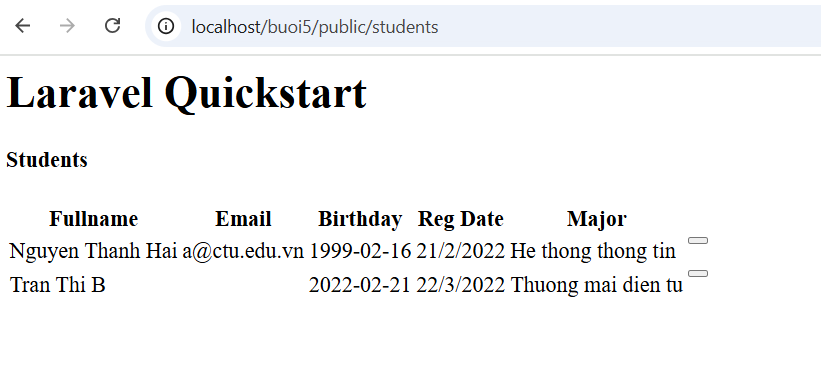 localhost/buoi5/public/students
Laravel Quickstart
Students
Fullname Email Birthday Reg Date Major
Nguyen Thanh Hai a@ctu.edu.vn 1999-02-16 21/2/2022 He thong thong tin
Tran Thi B 2022-02-21 22/3/2022 Thuong mai dien tu